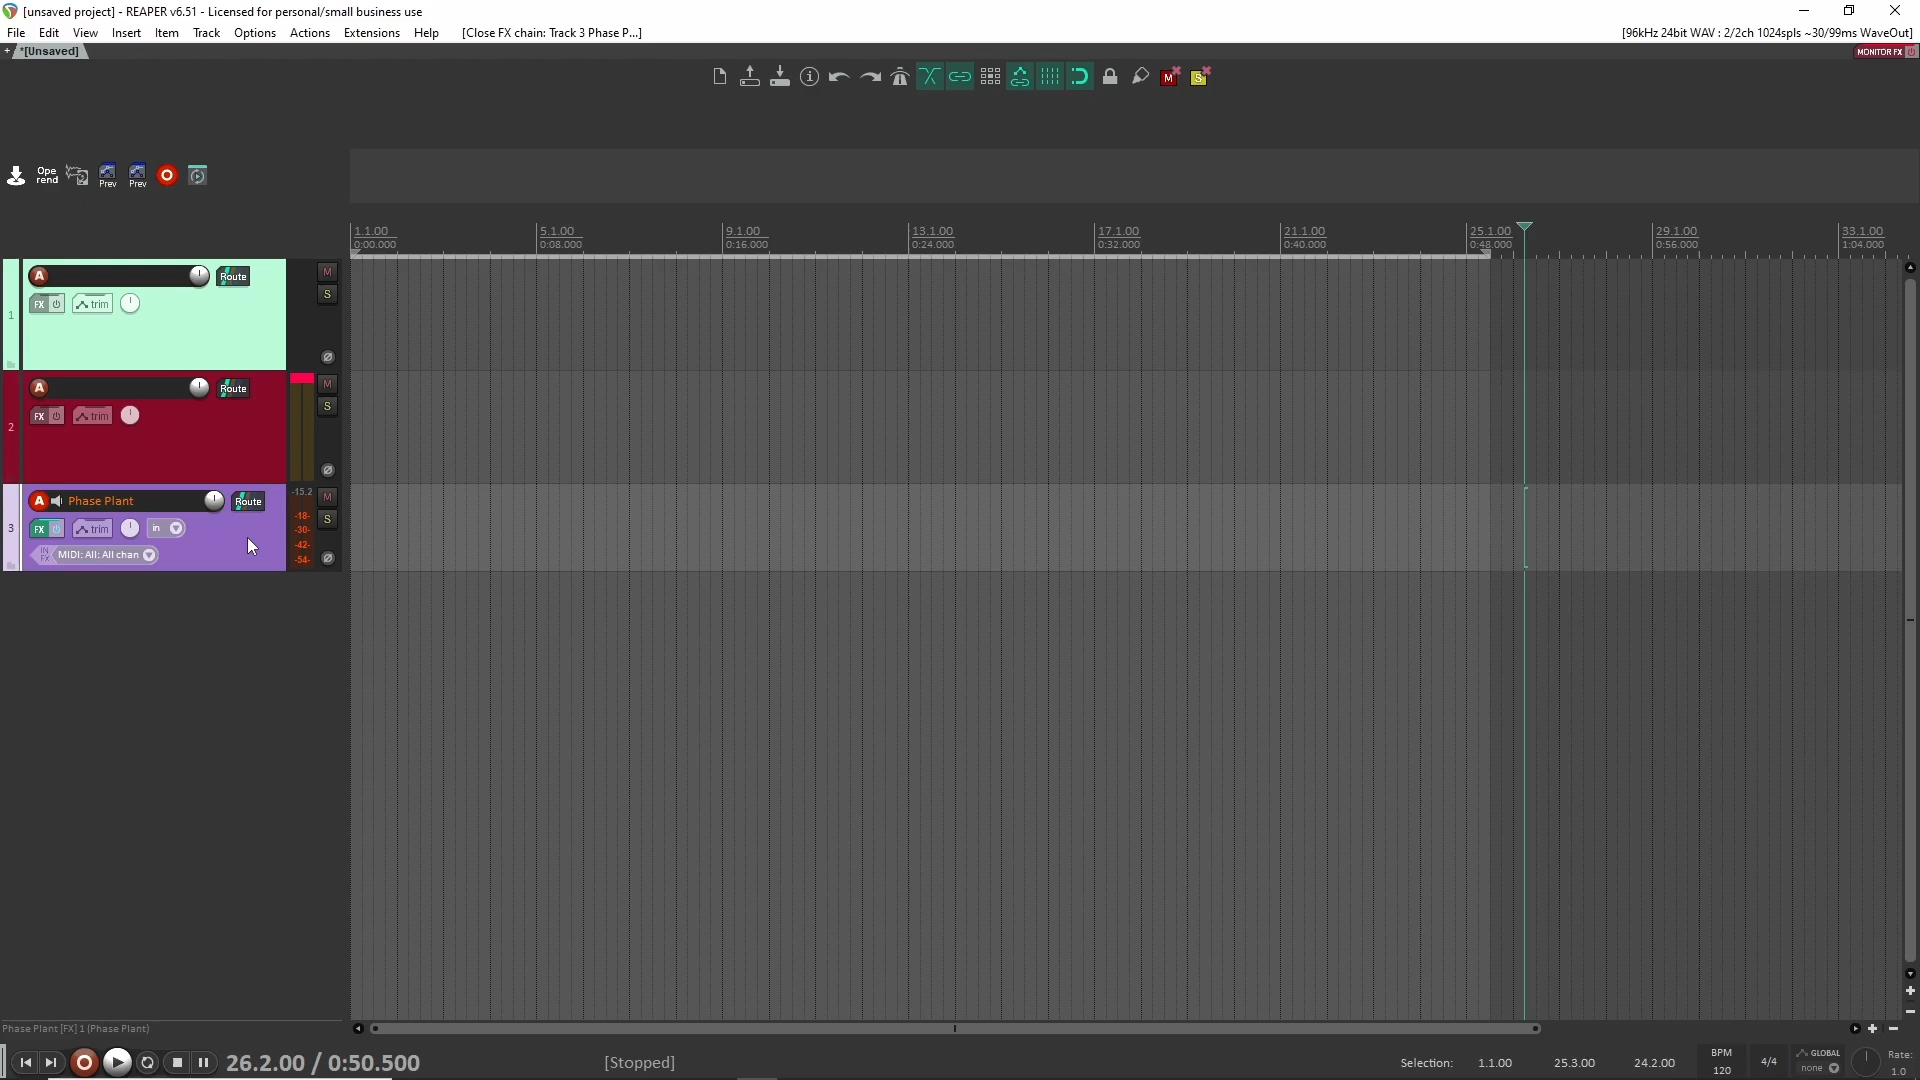 [unsaved project] - REAPER v6.51 - Licensed for personal/small business use
File Edit View Insert Item Track Options Actions Extensions Help [Close FX chain: Track 3 Phase P...] [96kHz 24bit WAV : 2/2ch 1024spls ~30/99ms WaveOut]
+ *[Unsaved] MONITOR FX
M S
Ope rend Prev Prev
1.1.00 5.1.00 9.1.00 13.1.00 17.1.00 21.1.00 25.1.00 29.1.00 33.1.00
0:00.000 0:08.000 0:16.000 0:24.000 0:32.000 0:40.000 0:48.000 0:56.000 1:04.000
A Route M
FX trim S
1
A Route M
FX trim S
2
A Phase Plant Route -15.2 M
3 FX trim in -18- S
-30-
-42-
IN FX MIDI: All: All chan -54-
Phase Plant [FX] 1 (Phase Plant)
26.2.00 / 0:50.500 [Stopped] Selection: 1.1.00 25.3.00 24.2.00 BPM 120 4/4 GLOBAL none Rate: 1.0